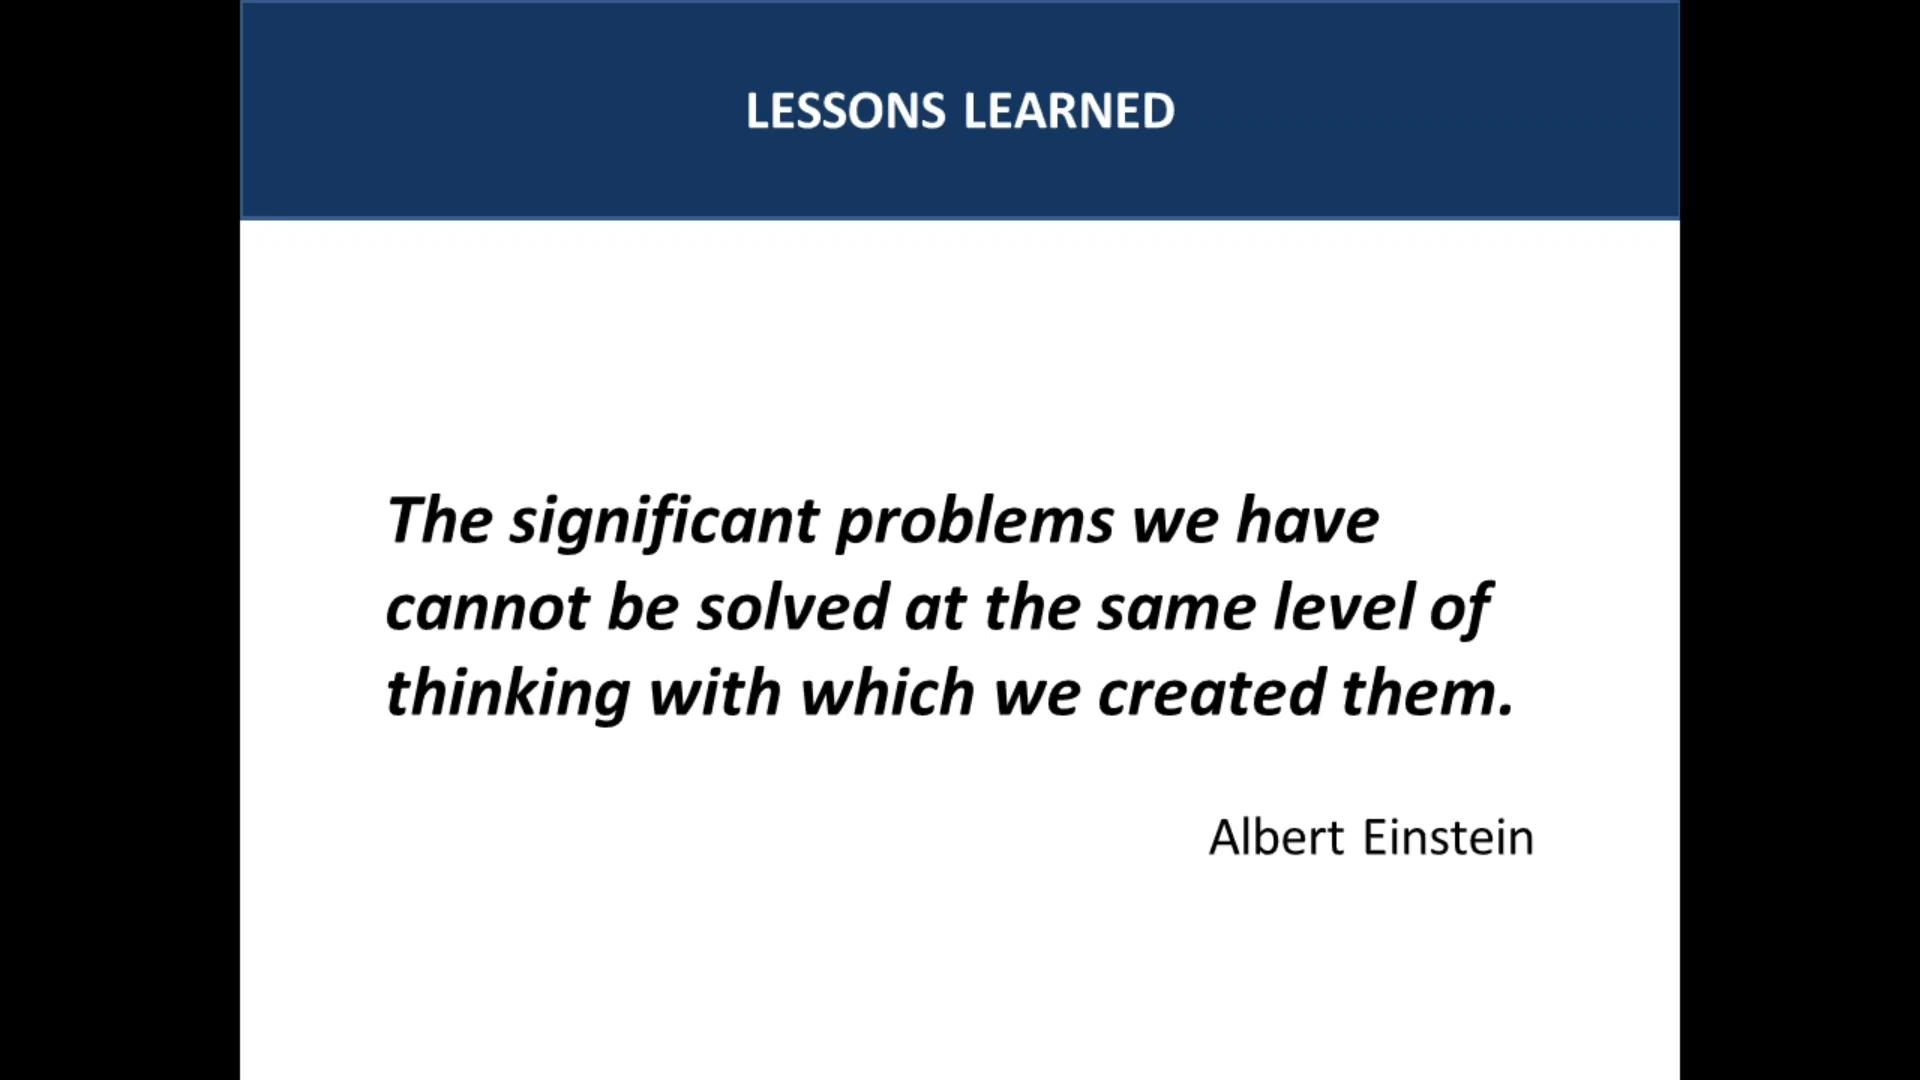 LESSONS LEARNED
The significant problems we have
cannot be solved at the same level of
thinking with which we created them.
Albert Einstein